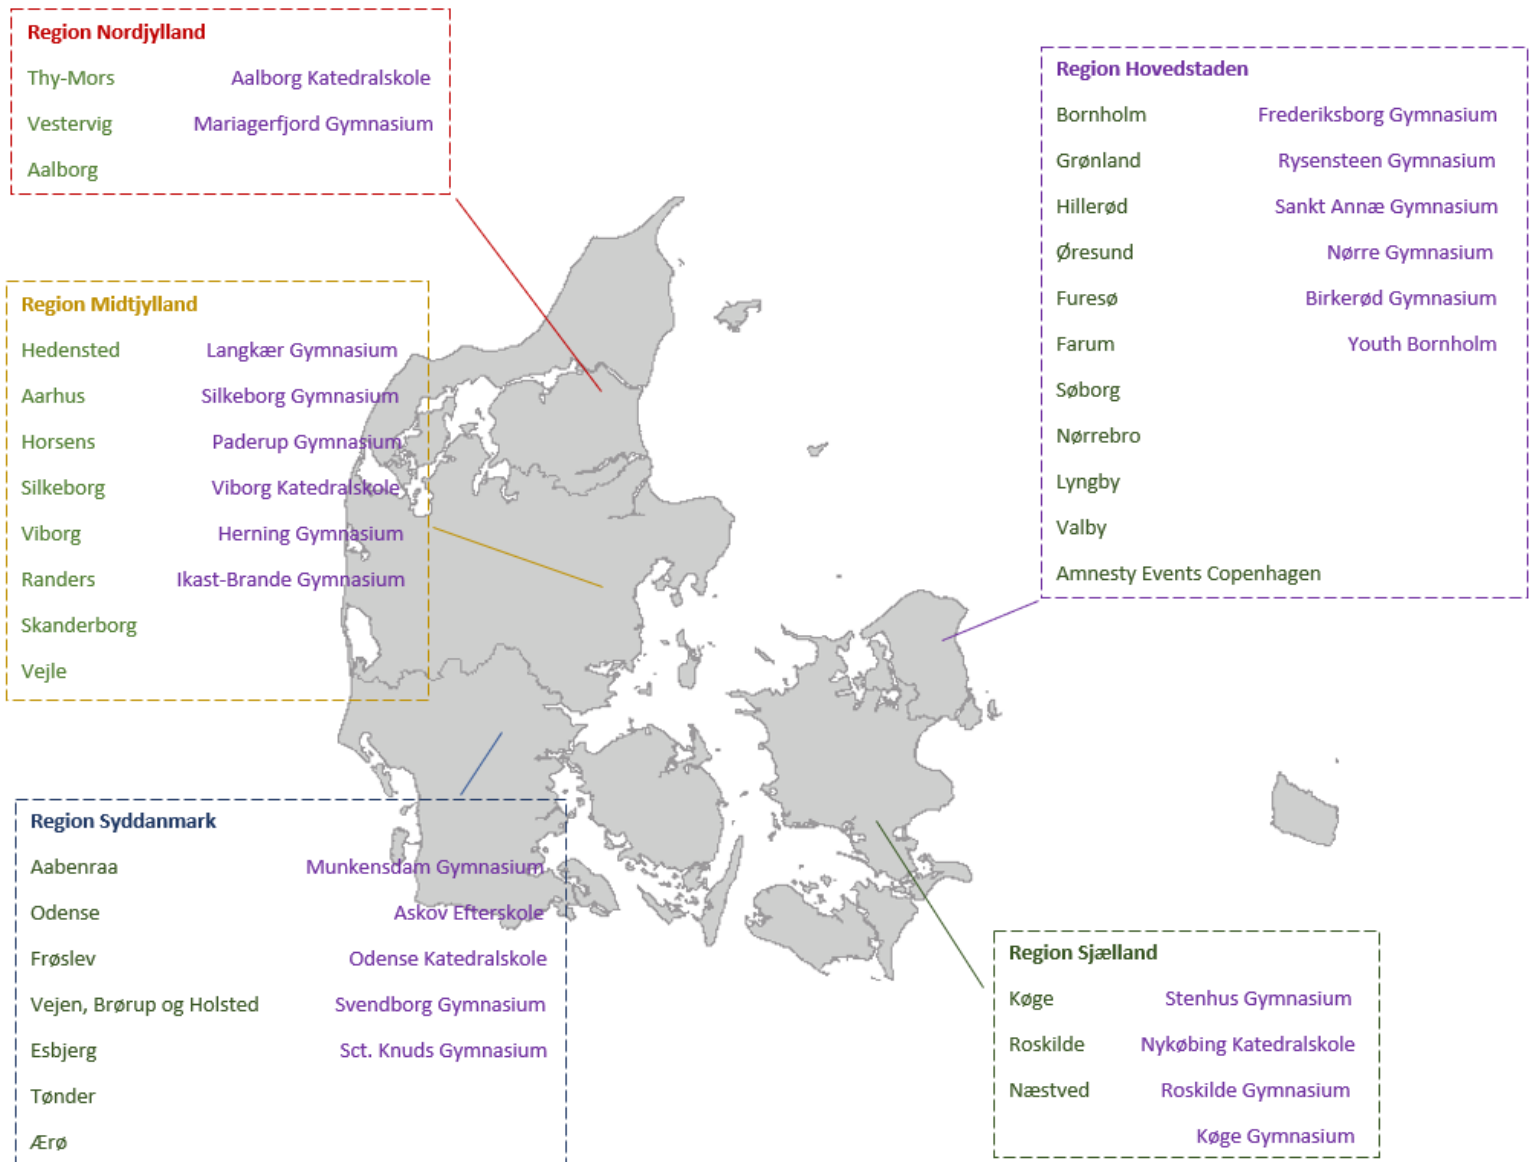 Region Nordjylland
Thy-Mors Aalborg Katedralskole
Vestervig Mariagerfjord Gymnasium
Aalborg
Region Hovedstaden
Bornholm Frederiksborg Gymnasium
Grønland Rysensteen Gymnasium
Hillerød Sankt Annæ Gymnasium
Øresund Nørre Gymnasium
Furesø Birkerød Gymnasium
Farum Youth Bornholm
Søborg
Nørrebro
Lyngby
Valby
Amnesty Events Copenhagen
Region Midtjylland
Hedensted Langkær Gymnasium
Aarhus Silkeborg Gymnasium
Horsens Paderup Gymnasium
Silkeborg Viborg Katedralskole
Viborg Herning Gymnasium
Randers Ikast-Brande Gymnasium
Skanderborg
Vejle
Region Syddanmark
Aabenraa Munkensdam Gymnasium
Odense Askov Efterskole
Frøslev Odense Katedralskole
Vejen, Brørup og Holsted Svendborg Gymnasium
Esbjerg Sct. Knuds Gymnasium
Tønder
Ærø
Region Sjælland
Køge Stenhus Gymnasium
Roskilde Nykøbing Katedralskole
Næstved Roskilde Gymnasium
Køge Gymnasium